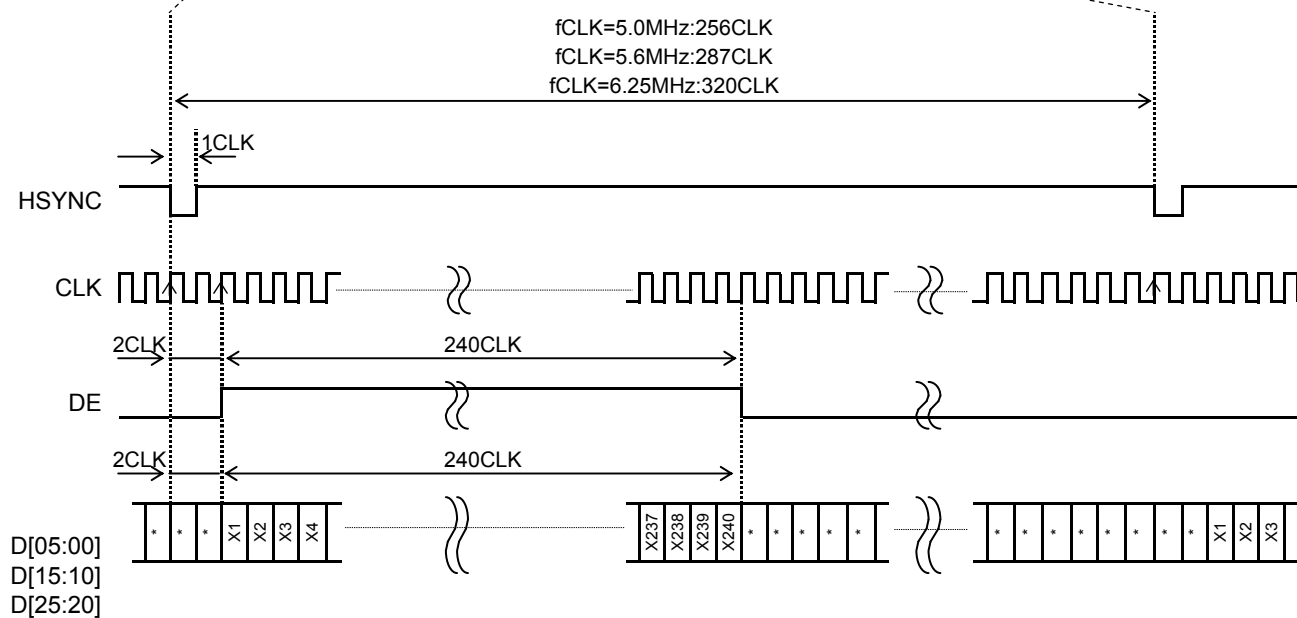 fCLK=5.0MHz:256CLK
fCLK=5.6MHz:287CLK
fCLK=6.25MHz:320CLK
1CLK
HSYNC
CLK
2CLK 240CLK
DE
2CLK 240CLK
* * * X1 X2 X3 X4 X237 X238 X239 X240 * * * * * * * * * * * * * X1 X2 X3
D[05:00]
D[15:10]
D[25:20]